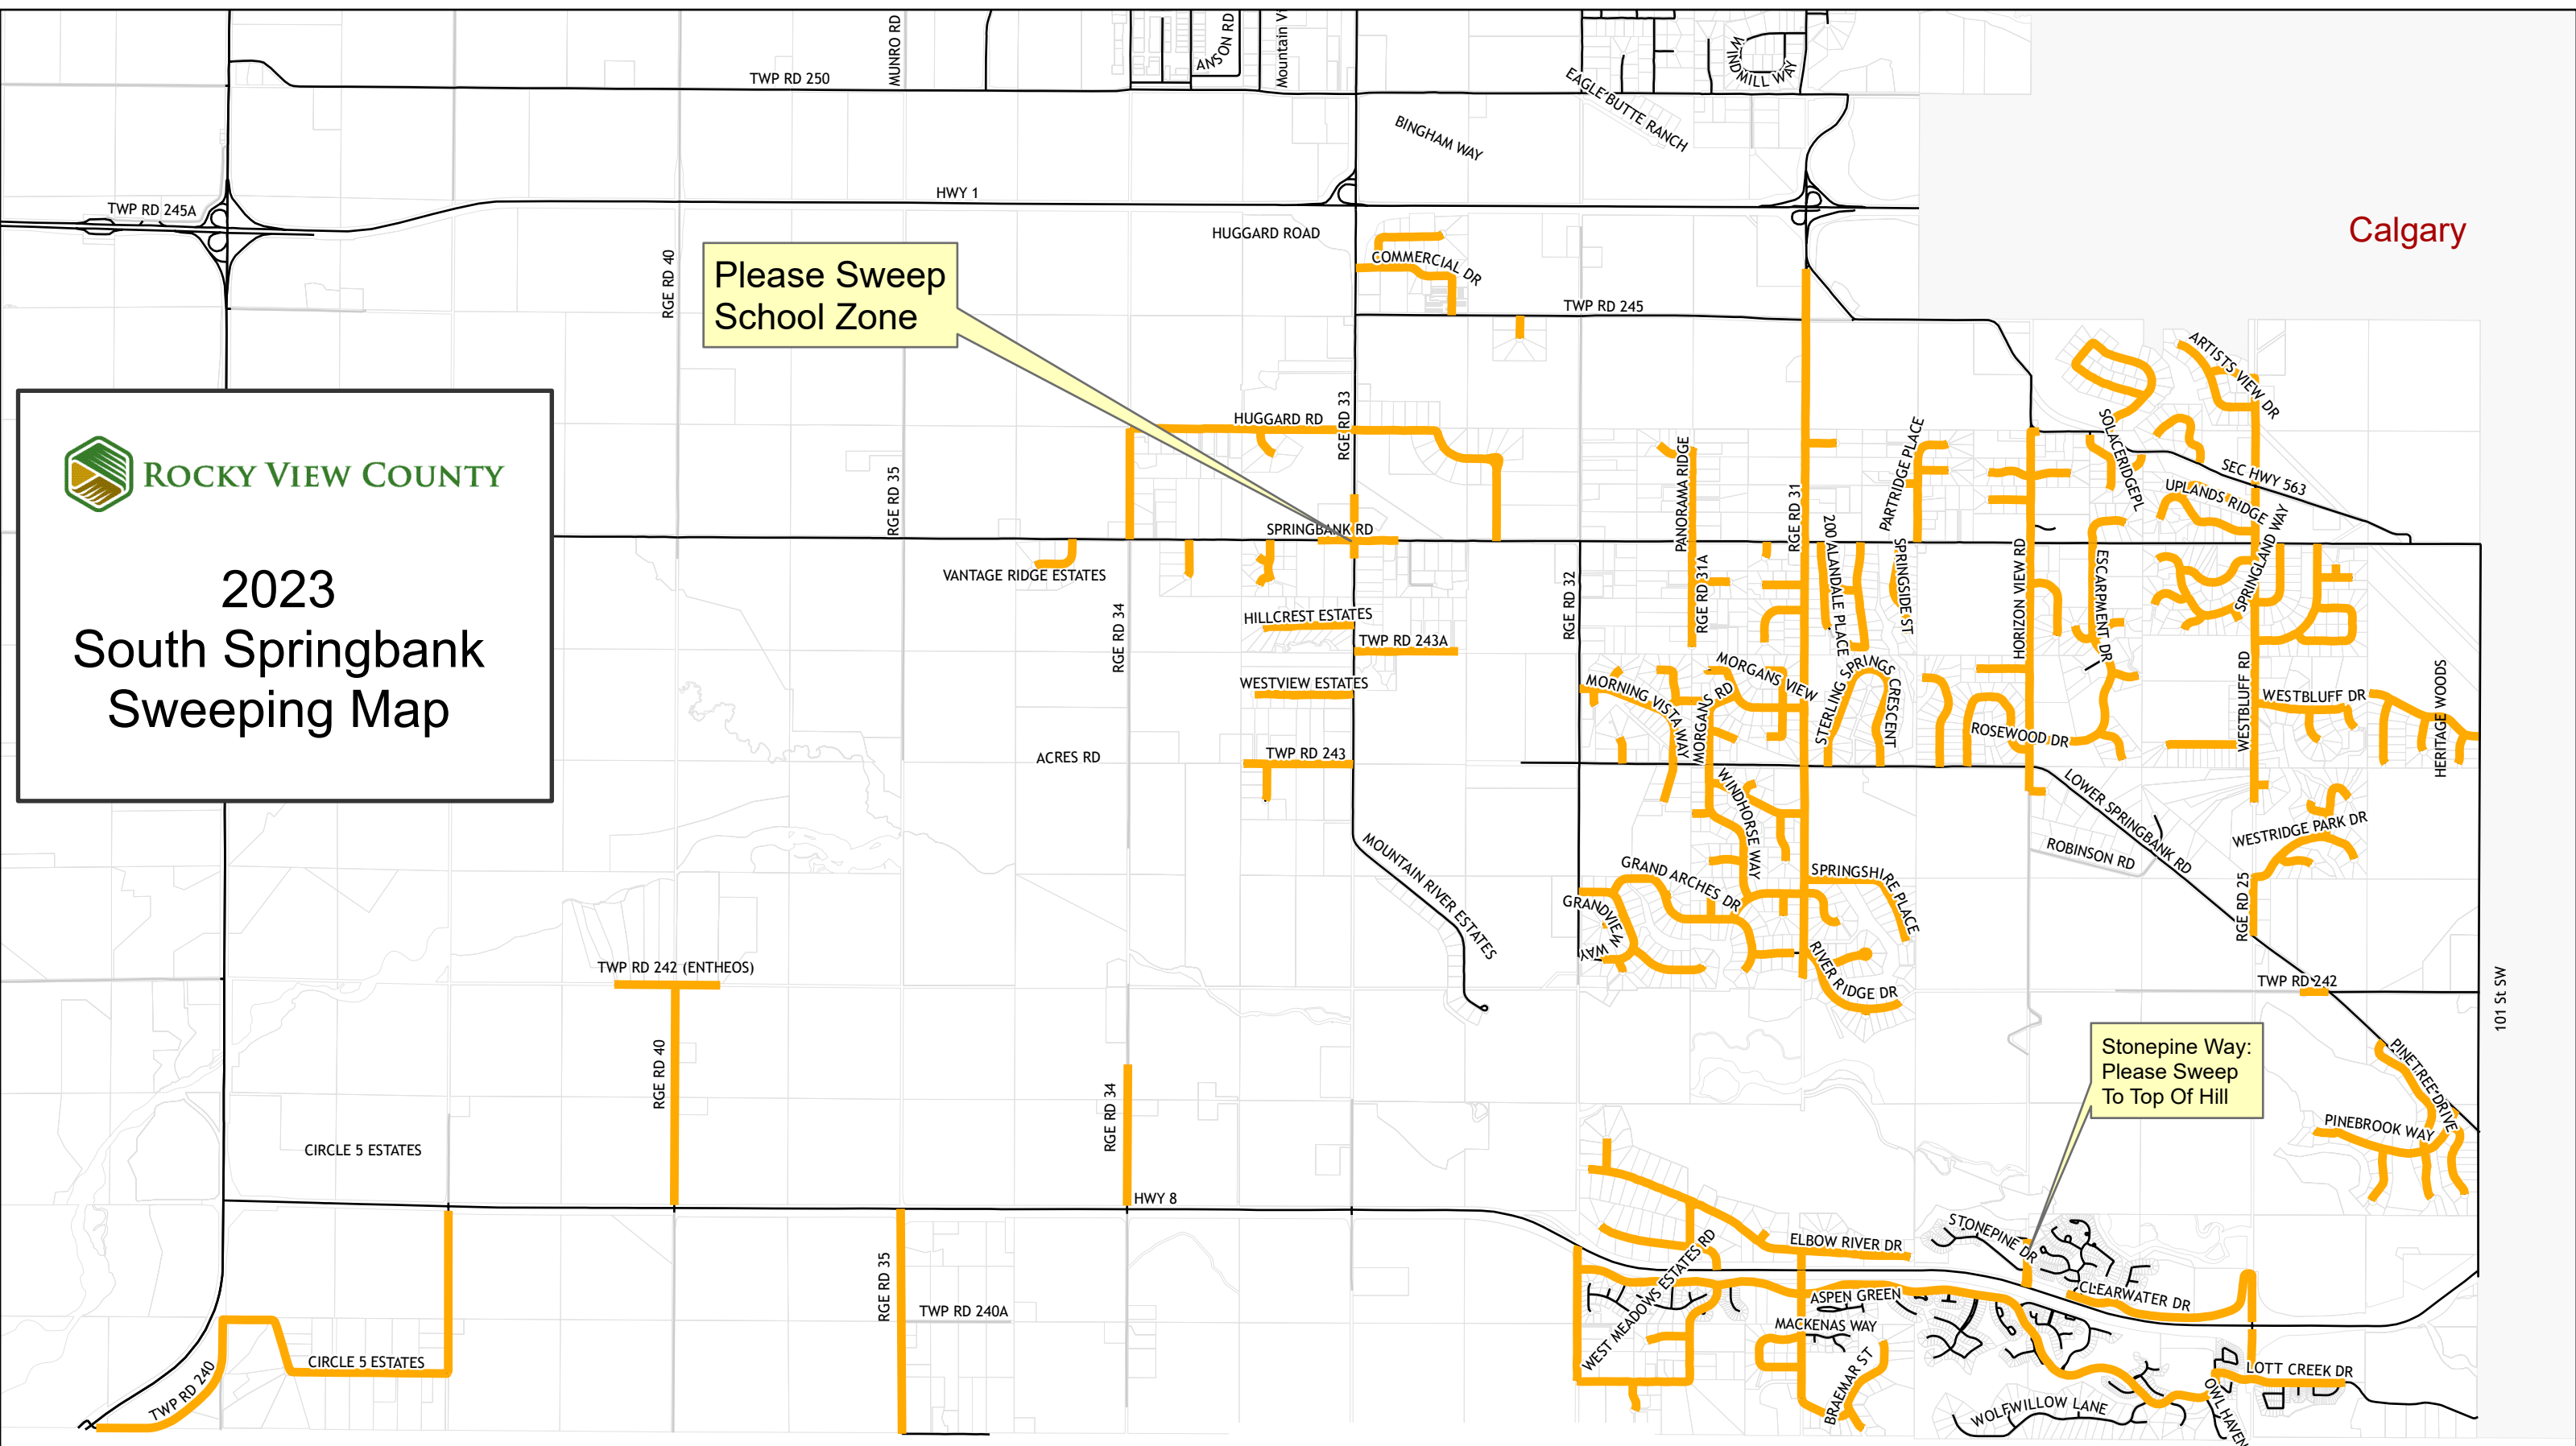 MUNRO RD
ANSON RD
Mountain Vi
WINDMILL WAY
TWP RD 250
EAGLE BUTTE RANCH
BINGHAM WAY
HWY 1
TWP RD 245A
HUGGARD ROAD
Calgary
COMMERCIAL DR
RGE RD 40
Please Sweep
School Zone
TWP RD 245
ARTISTS VIEW DR
RGE RD 33
HUGGARD RD
SOLACERIDGEPL
PARTRIDGE PLACE
PANORAMA RIDGE
SEC HWY 563
UPLANDS RIDGE
ROCKY VIEW COUNTY
RGE RD 35
RGE RD 31
SPRINGBANK RD
2023
South Springbank
Sweeping Map
VANTAGE RIDGE ESTATES
RGE RD 34
RGE RD 32
RGE RD 31A
200 ALANDALE PLACE
SPRINGSIDE ST
HORIZON VIEW RD
ESCARPMENT DR
SPRINGLAND WAY
HILLCREST ESTATES
TWP RD 243A
WESTVIEW ESTATES
MORNING VISTA WAY
MORGANS RD
MORGANS VIEW
STERLING SPRINGS CRESCENT
ROSEWOOD DR
WESTBLUFF RD
WESTBLUFF DR
HERITAGE WOODS
ACRES RD
TWP RD 243
WINDHORSE WAY
LOWER SPRINGBANK RD
ROBINSON RD
WESTRIDGE PARK DR
MOUNTAIN RIVER ESTATES
GRAND ARCHES DR
SPRINGSHIRE PLACE
GRANDVIEW
WAY
RGE RD 25
RIVER RIDGE DR
TWP RD 242 (ENTHEOS)
TWP RD 242
101 St SW
RGE RD 40
RGE RD 34
Stonepine Way:
Please Sweep
To Top Of Hill
PINETREE DRIVE
PINEBROOK WAY
CIRCLE 5 ESTATES
HWY 8
STONEPINE DR
ELBOW RIVER DR
WEST MEADOWS ESTATES RD
CLEARWATER DR
ASPEN GREEN
RGE RD 35
TWP RD 240A
MACKENAS WAY
CIRCLE 5 ESTATES
TWP RD 240
BRAEMAR ST
LOTT CREEK DR
WOLFWILLOW LANE
OWL HAVEN